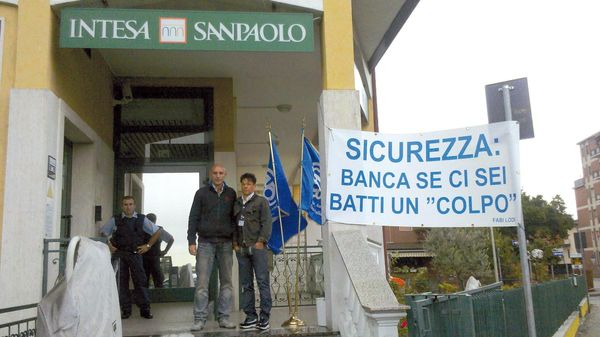 INTESA SANPAOLO
SICUREZZA:
BANCA SE CI SEI
BATTI UN "COLPO"
FABI LODI